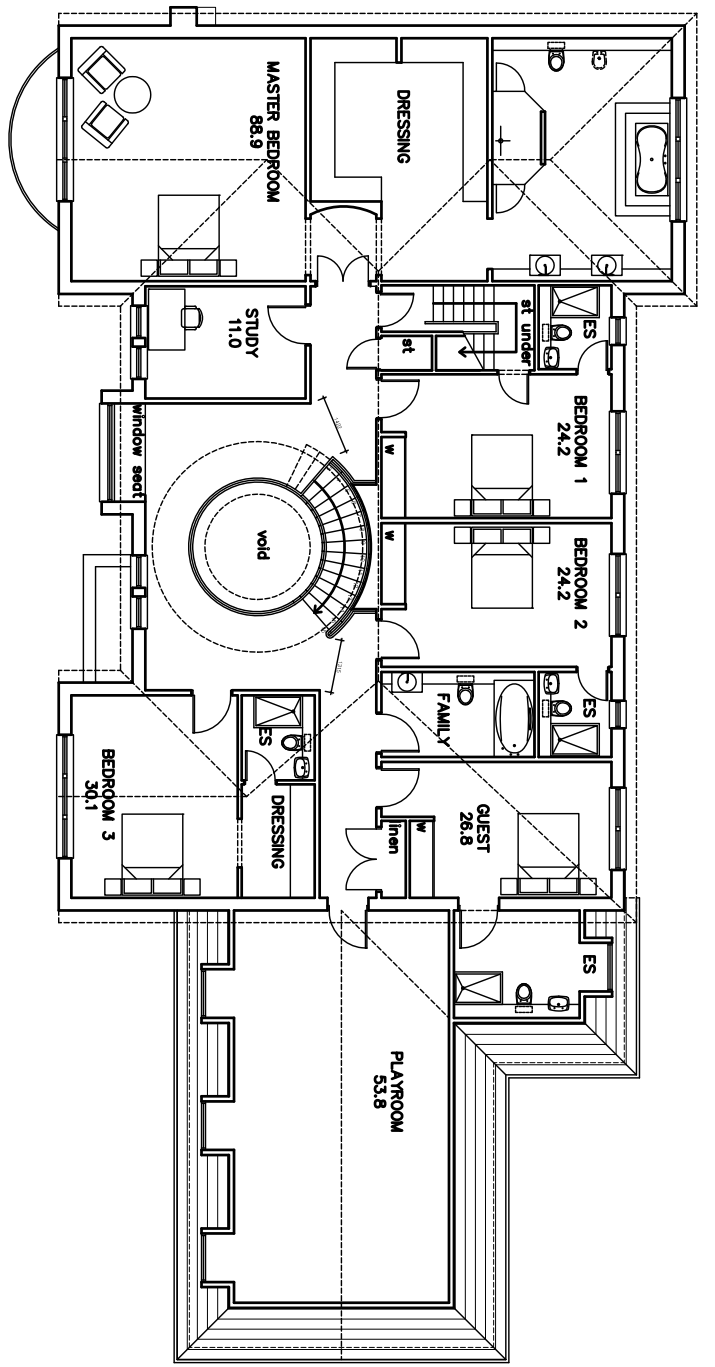 MASTER BEDROOM
88.9
DRESSING
STUDY
11.0
st under
st
ES
BEDROOM 1
24.2
window seat
w
void
w
BEDROOM 2
24.2
ES
FAMILY
ES
BEDROOM 3
30.1
DRESSING
GUEST
26.8
w
linen
ES
PLAYROOM
53.8